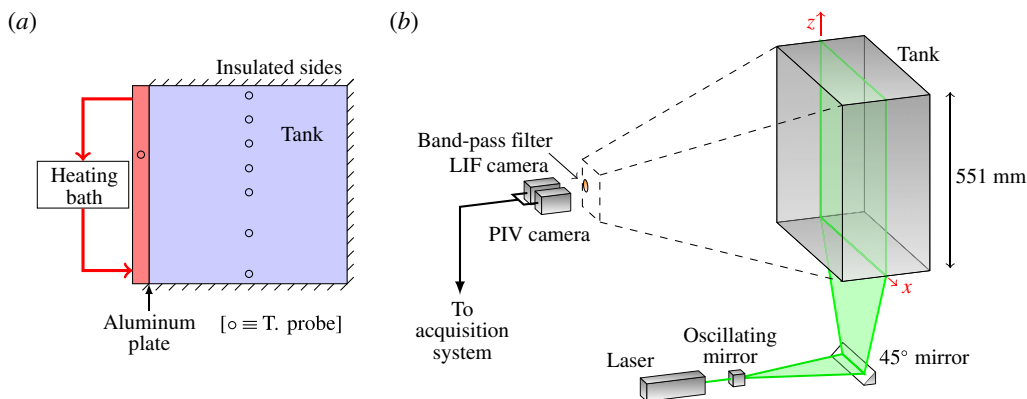 (a)
Insulated sides
Tank
Heating
bath
Aluminum
plate
[○ ≡ T. probe]
(b)
z
Tank
Band-pass filter
LIF camera
551 mm
PIV camera
x
To
acquisition
system
Oscillating
mirror
45° mirror
Laser